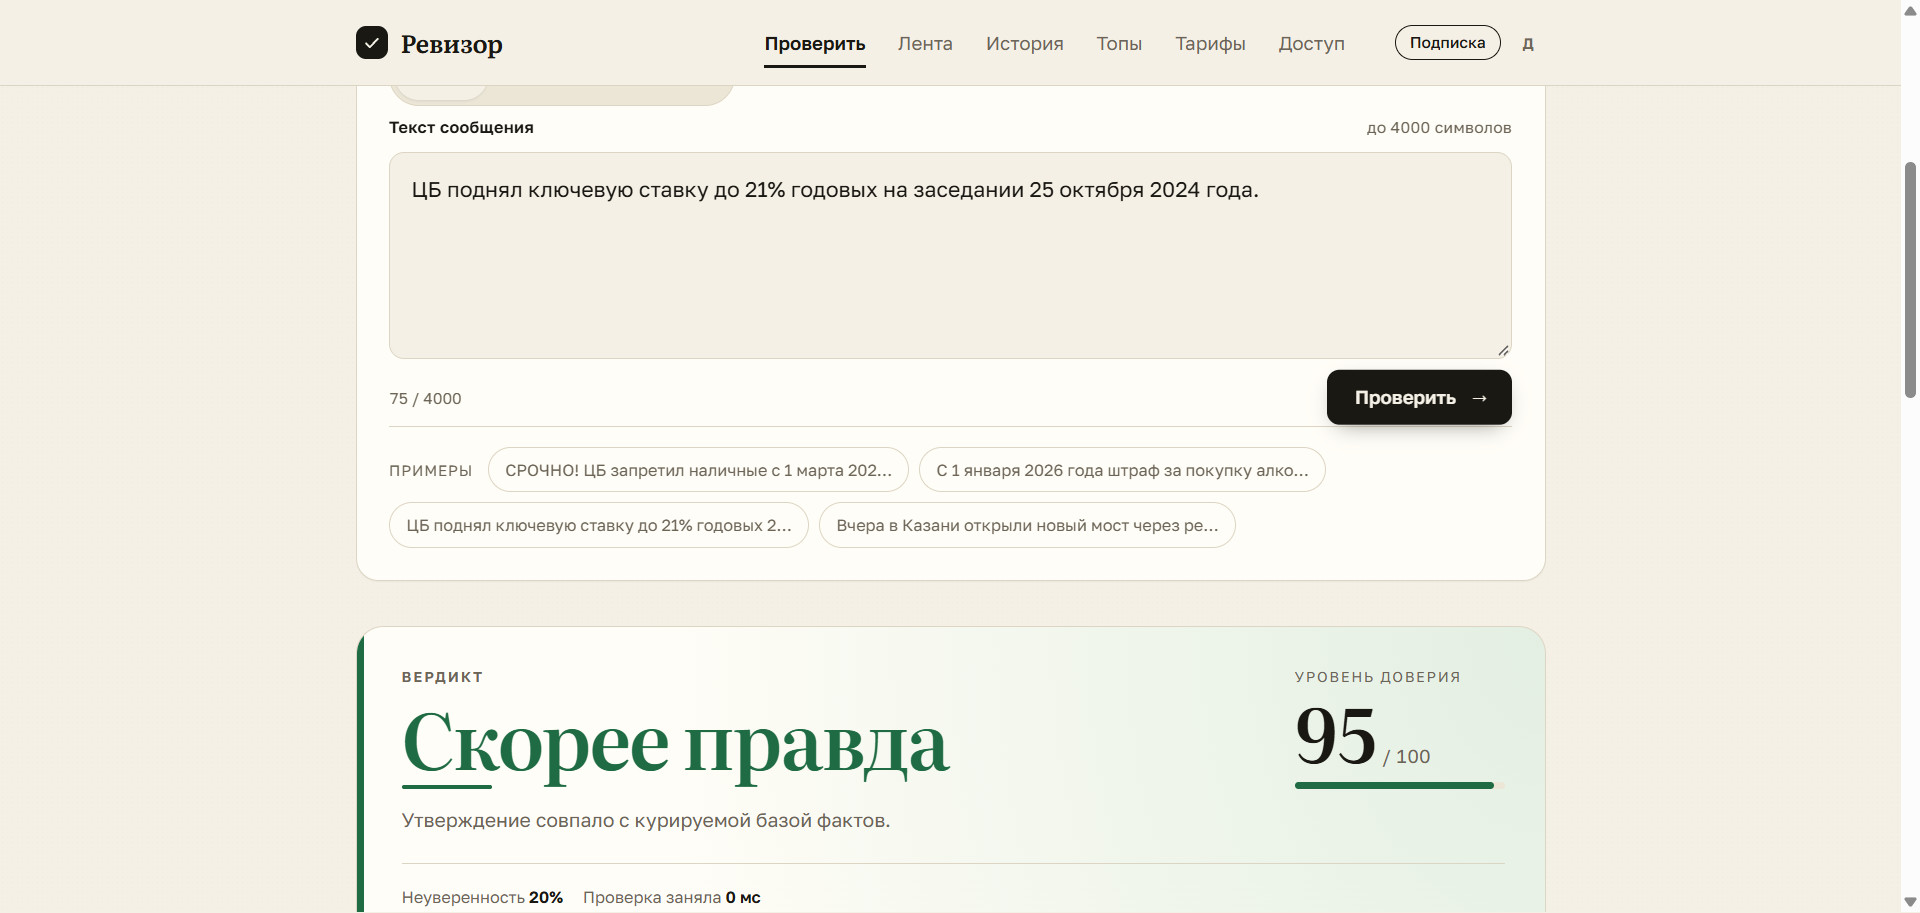 Ревизор
Проверить Лента История Топы Тарифы Доступ Подписка Д
Текст сообщения до 4000 символов
ЦБ поднял ключевую ставку до 21% годовых на заседании 25 октября 2024 года.
75 / 4000 Проверить →
ПРИМЕРЫ СРОЧНО! ЦБ запретил наличные с 1 марта 202... С 1 января 2026 года штраф за покупку алко...
ЦБ поднял ключевую ставку до 21% годовых 2... Вчера в Казани открыли новый мост через ре...
ВЕРДИКТ УРОВЕНЬ ДОВЕРИЯ
Скорее правда 95 / 100
Утверждение совпало с курируемой базой фактов.
Неуверенность 20% Проверка заняла 0 мс